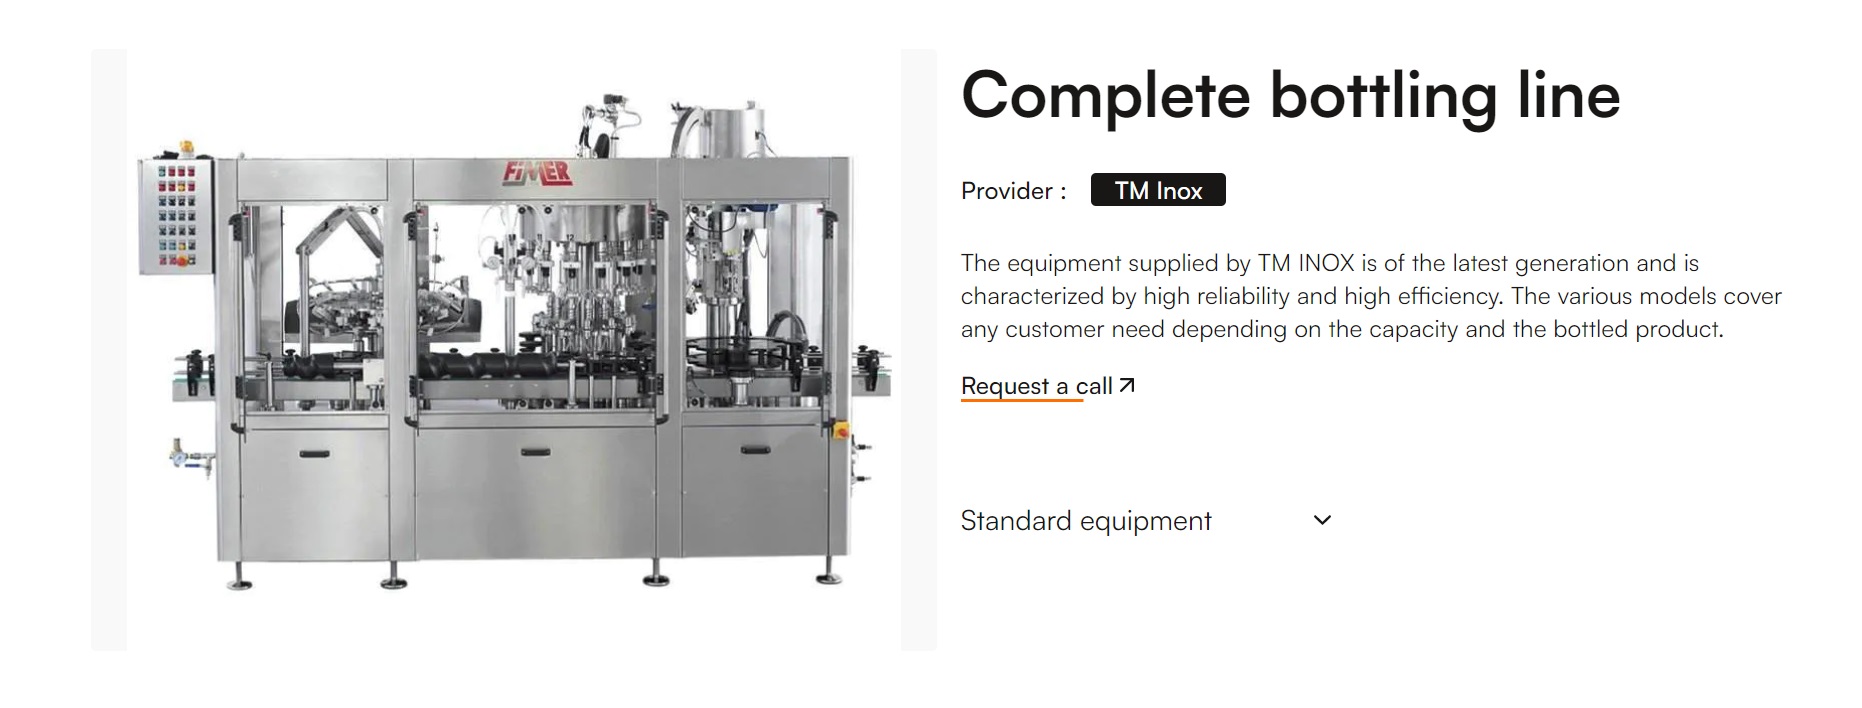 FIMER
Complete bottling line
Provider :
TM Inox
The equipment supplied by TM INOX is of the latest generation and is
characterized by high reliability and high efficiency. The various models cover
any customer need depending on the capacity and the bottled product.
Request a call
Standard equipment